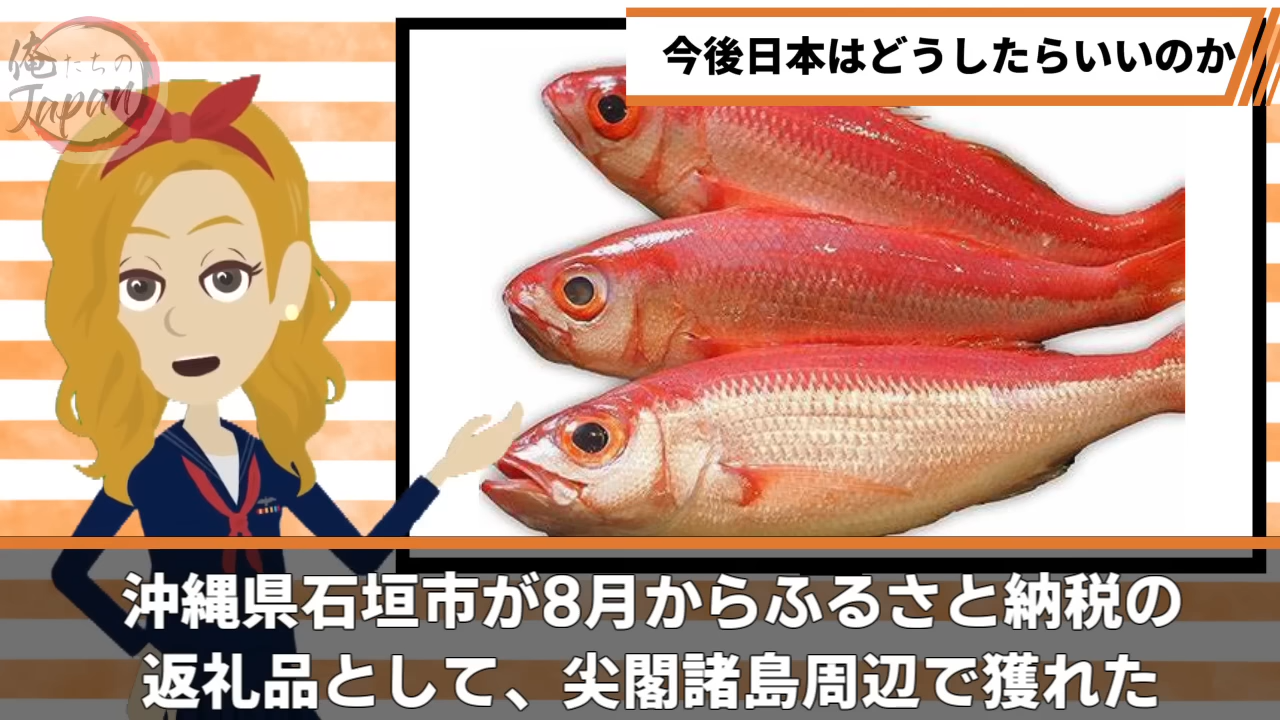 俺たちの
Japan
今後日本はどうしたらいいのか
沖縄県石垣市が8月からふるさと納税の
返礼品として、尖閣諸島周辺で獲れた